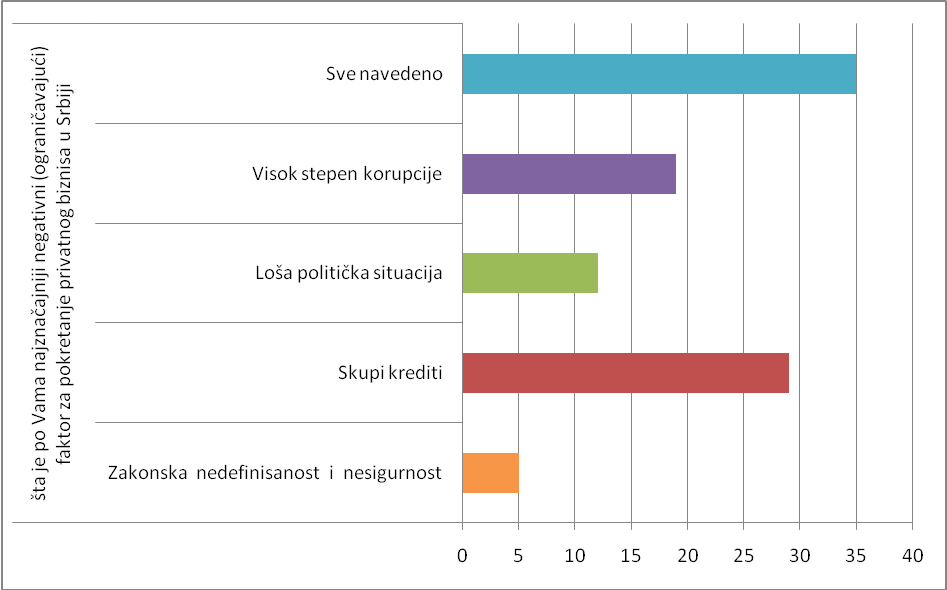 šta je po Vama najznačajniji negativni (ograničavajući)
faktor za pokretanje privatnog biznisa u Srbiji
Sve navedeno
Visok stepen korupcije
Loša politička situacija
Skupi krediti
Zakonska nedefinisanost i nesigurnost
0 5 10 15 20 25 30 35 40